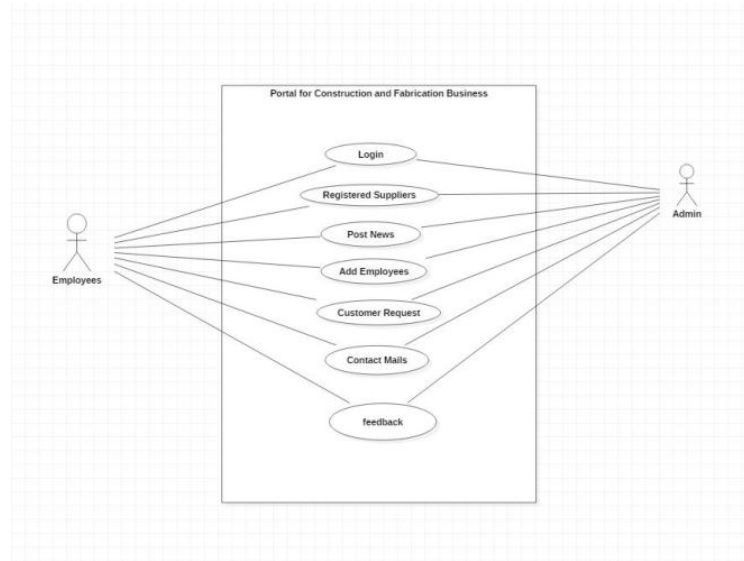 Portal for Construction and Fabrication Business
Login
Registered Suppliers
Admin
Post News
Employees
Add Employees
Customer Request
Contact Mails
feedback